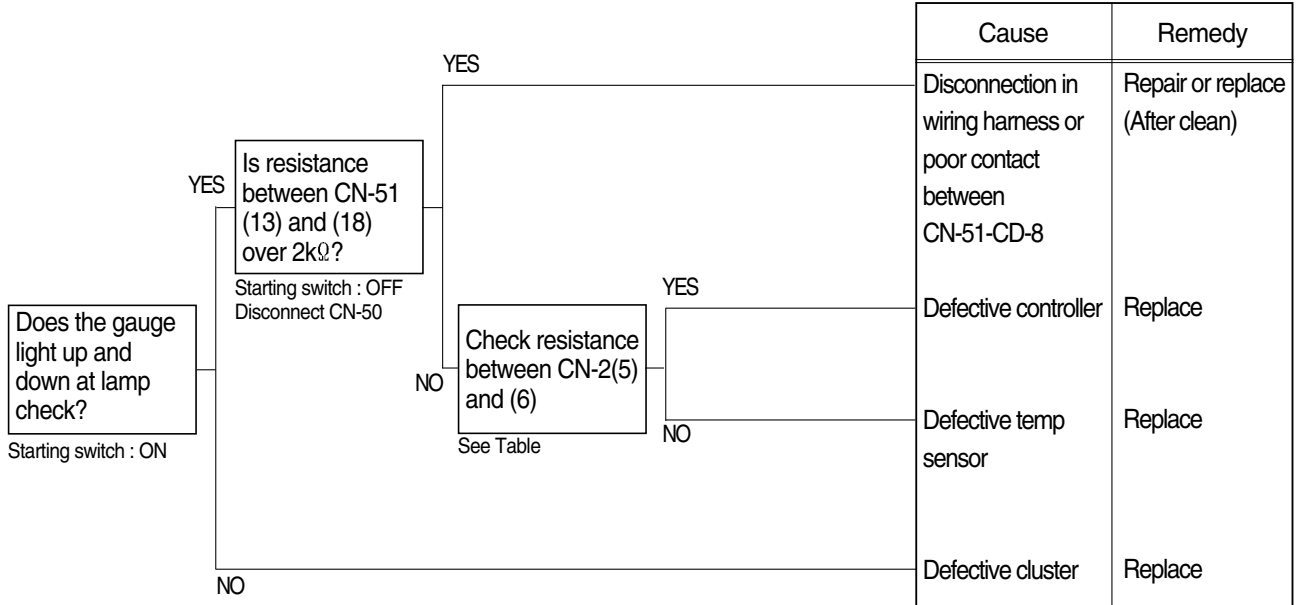 Cause
Remedy
YES
Disconnection in
wiring harness or
poor contact
between
CN-51-CD-8
Repair or replace
(After clean)
YES
Is resistance
between CN-51
(13) and (18)
over 2kΩ?
Starting switch : OFF
Disconnect CN-50
YES
Defective controller
Replace
Does the gauge
light up and
down at lamp
check?
Starting switch : ON
NO
Check resistance
between CN-2(5)
and (6)
See Table
NO
Defective temp
sensor
Replace
NO
Defective cluster
Replace